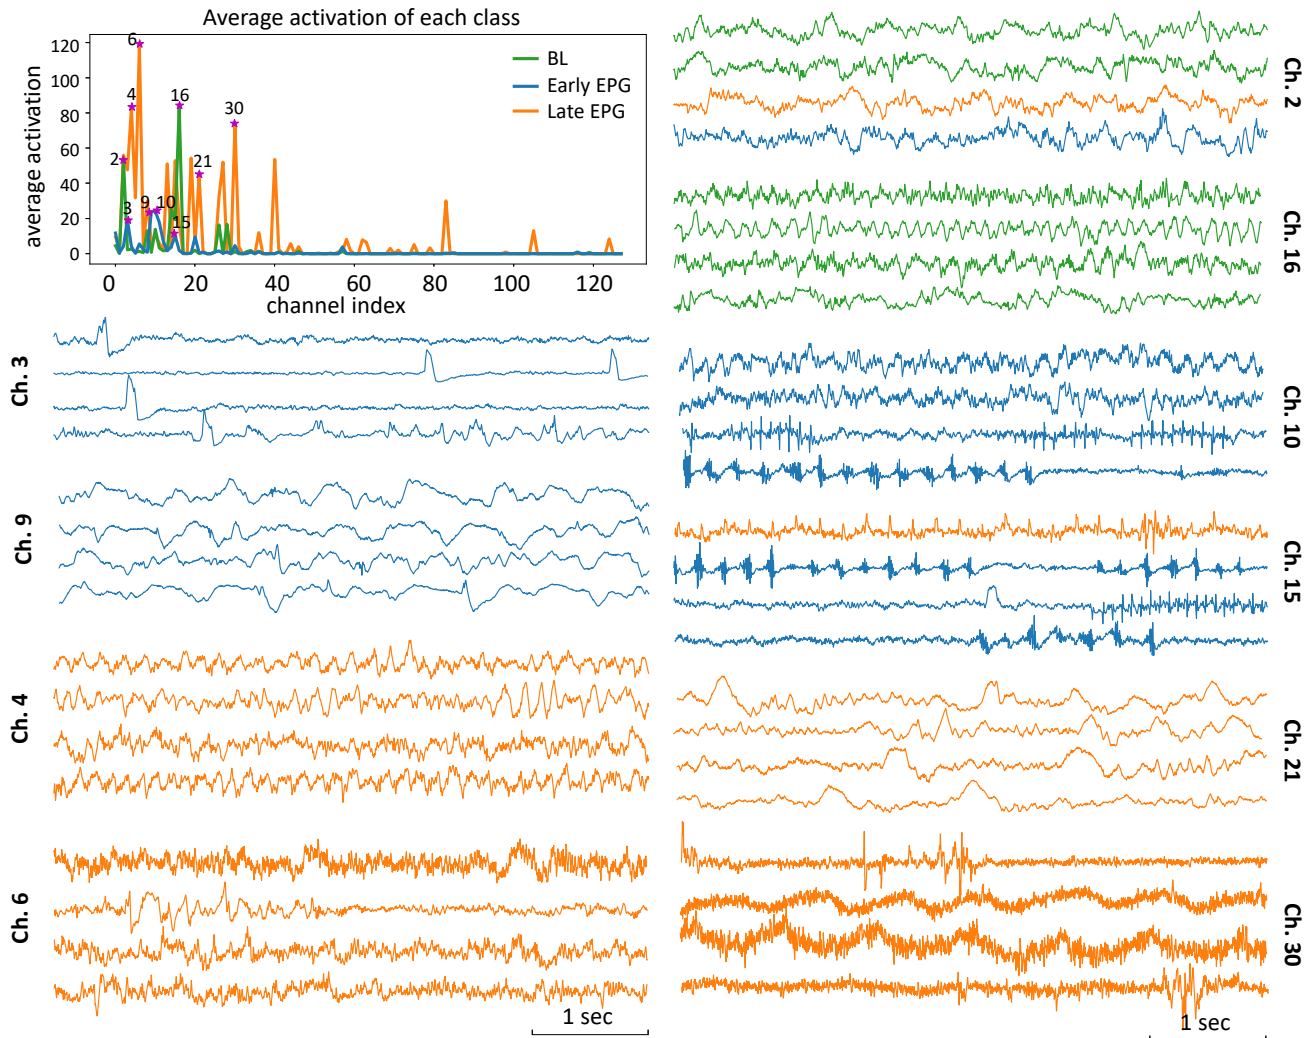 Average activation of each class
average activation
120
100
80
60
40
20
0
6
4
2
3
9
10
15
16
21
30
BL
Early EPG
Late EPG
0 20 40 60 80 100 120
channel index
Ch. 2
Ch. 16
Ch. 3
Ch. 10
Ch. 9
Ch. 15
Ch. 4
Ch. 21
Ch. 6
Ch. 30
1 sec
1 sec